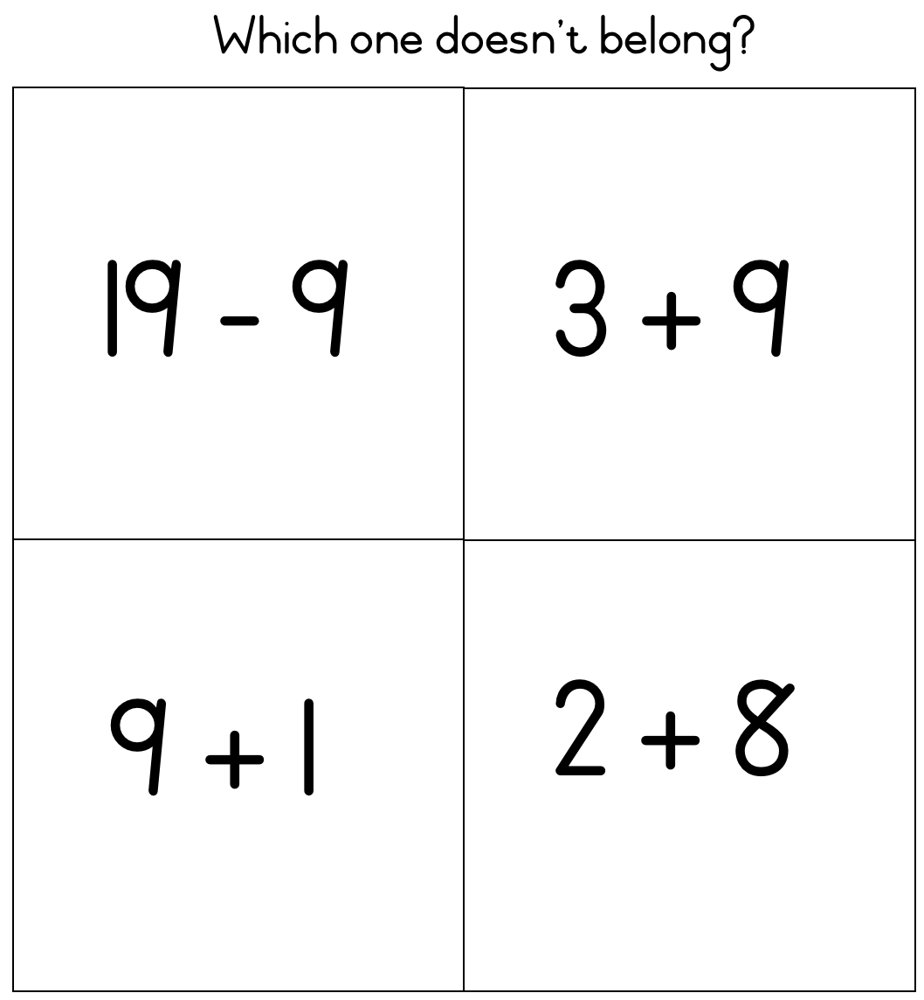 Which one doesn't belong?
19 - 9
3 + 9
9 + 1
2 + 8